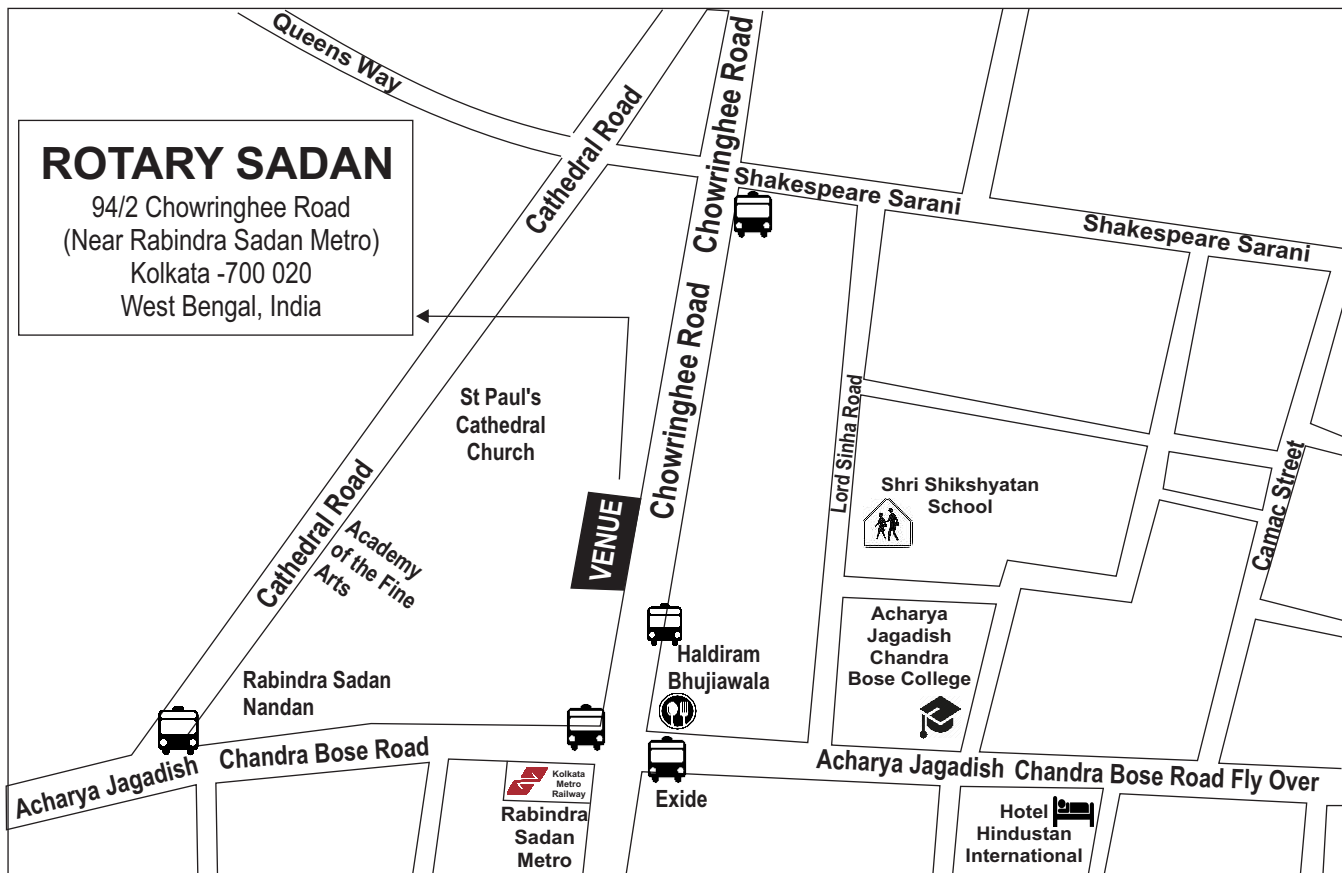 Queens Way
Cathedral Road
Chowringhee Road
ROTARY SADAN
94/2 Chowringhee Road
(Near Rabindra Sadan Metro)
Kolkata -700 020
West Bengal, India
Shakespeare Sarani
Shakespeare Sarani
Chowringhee Road
St Paul's
Cathedral
Church
Lord Sinha Road
Camac Street
Shri Shikshyatan
School
VENUE
Cathedral Road
Academy
of the Fine
Arts
Acharya
Jagadish
Chandra
Bose College
Haldiram
Bhujiawala
Rabindra Sadan
Nandan
Acharya Jagadish
Chandra Bose Road
Acharya Jagadish Chandra Bose Road Fly Over
Kolkata
Metro
Railway
Rabindra
Sadan
Metro
Exide
Hotel
Hindustan
International